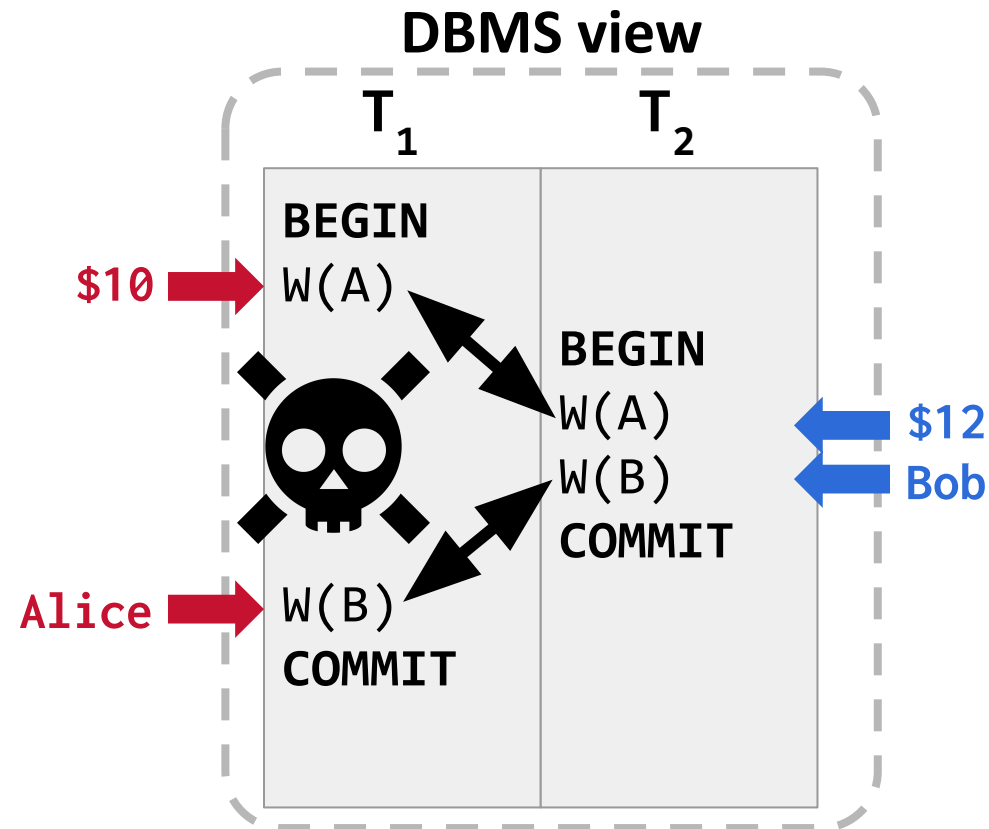 DBMS view
T1 T2
BEGIN
$10 W(A)
BEGIN
W(A) $12
W(B) Bob
COMMIT
Alice W(B)
COMMIT